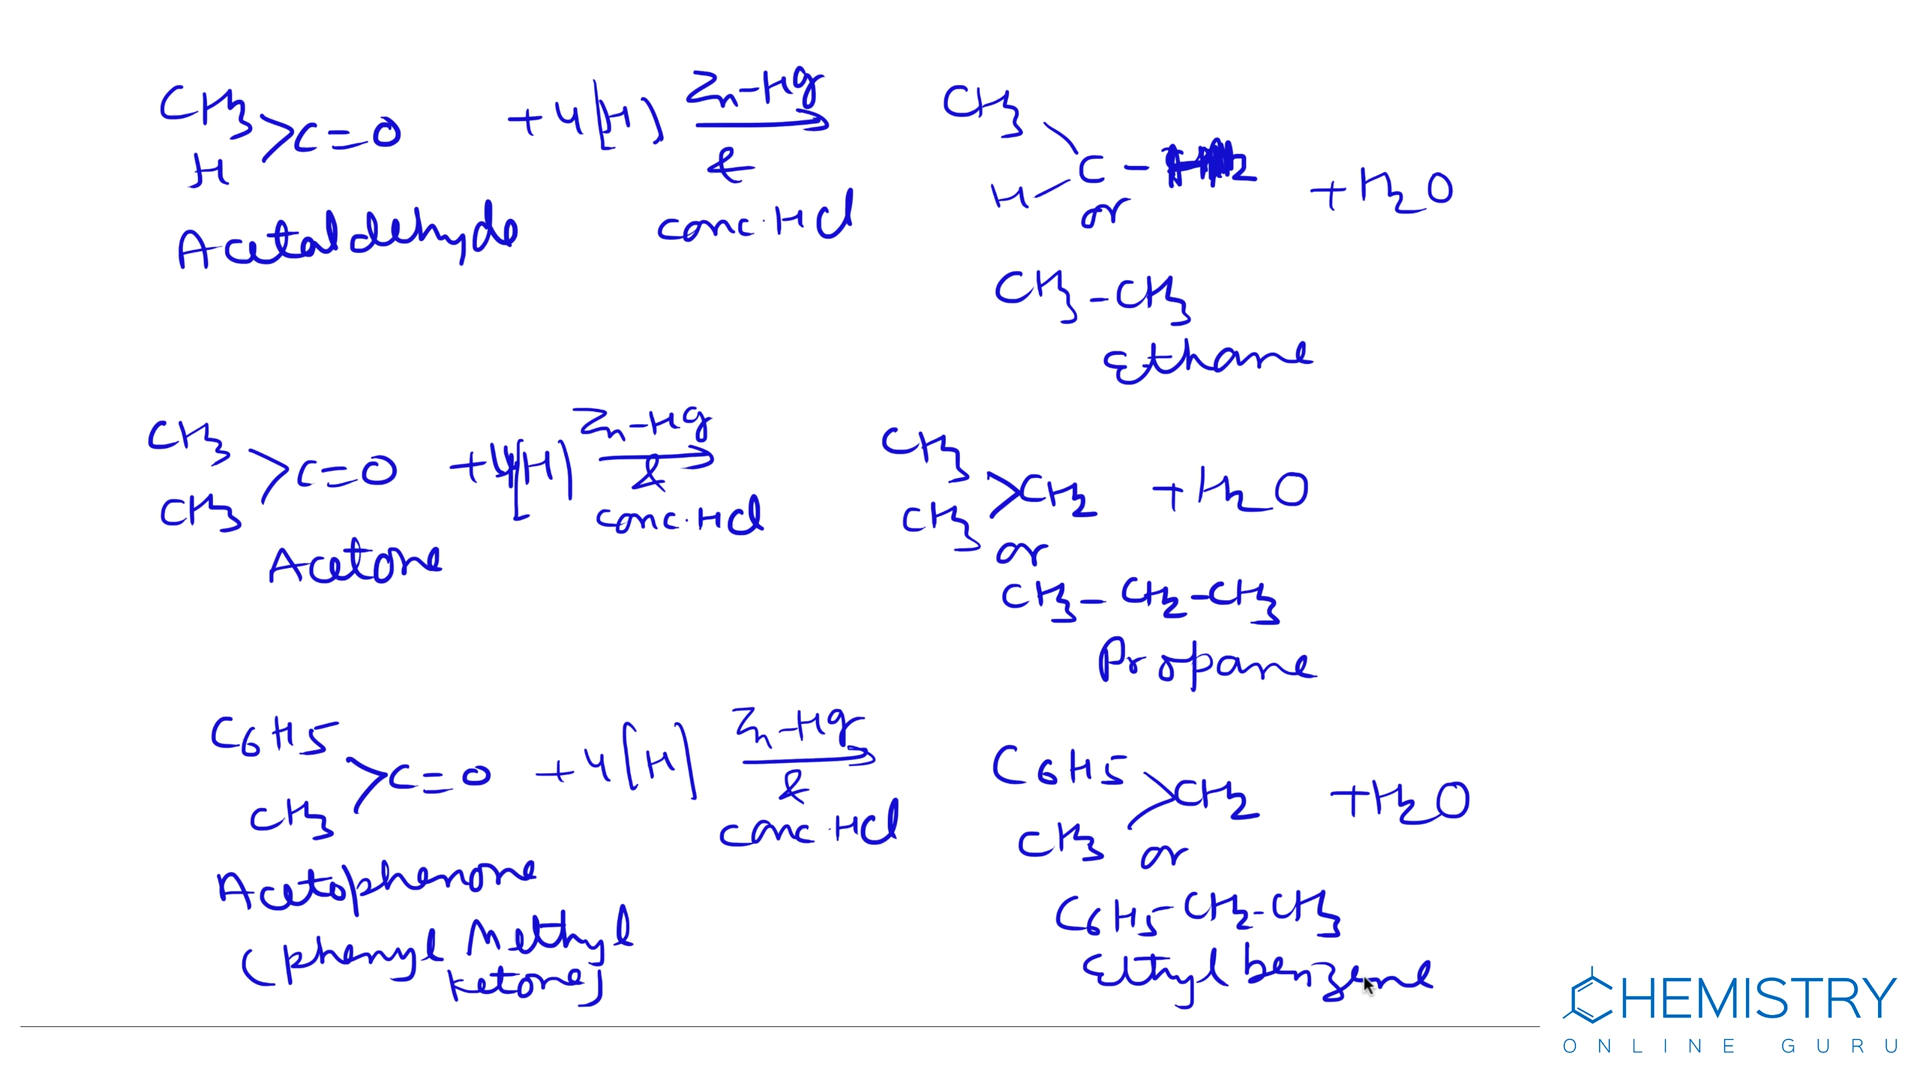 CH3
H >C=O +4[H] Zn-Hg
&
conc.HCl
Acetaldehyde
CH3
H
C -
or
+H2O
CH3-CH3
Ethane
CH3
CH3 >C=O +4[H] Zn-Hg
&
conc.HCl
Acetone
CH3
CH3 >CH2 +H2O
or
CH3-CH2-CH3
Propane
C6H5
CH3 >C=O +4[H] Zn-Hg
&
conc.HCl
Acetophenone
(phenyl Methyl
ketone)
C6H5
CH3 >CH2 +H2O
or
C6H5-CH2-CH3
Ethyl benzene
CHEMISTRY
ONLINE GURU